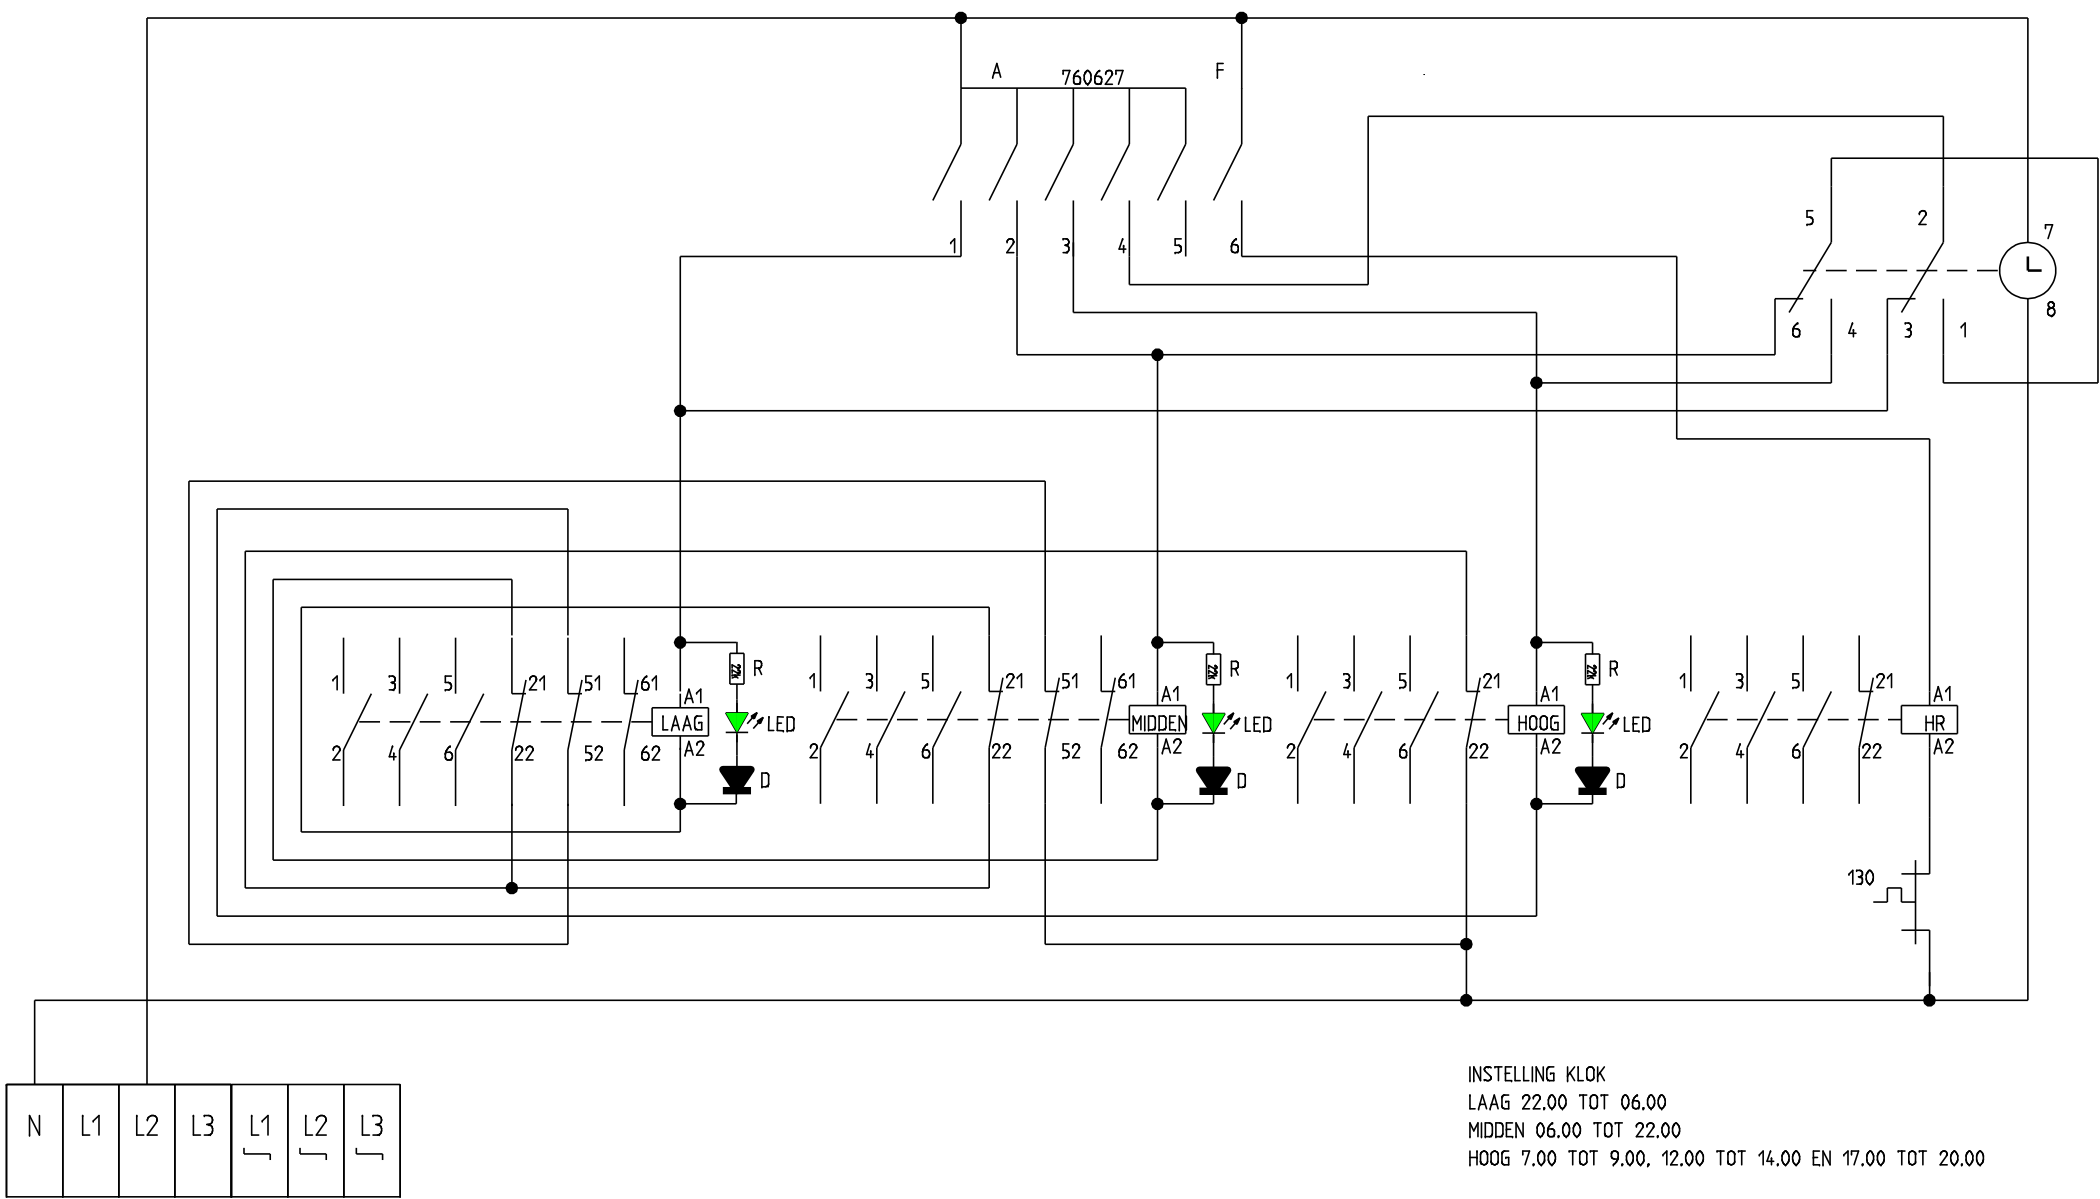 A 760627 F
5 2 7
1 2 3 4 5 6
8
6 4 3 1
R R R
22k 22k 22k
1 3 5 21 51 61 1 3 5 21 51 61 1 3 5 21 1 3 5 21
A1 A1 A1 A1
LAAG LED MIDDEN LED HOOG LED HR
A2 A2 A2 A2
2 4 6 22 52 62 2 4 6 22 52 62 2 4 6 22 2 4 6 22
D D D
130
INSTELLING KLOK
LAAG 22.00 TOT 06.00
MIDDEN 06.00 TOT 22.00
HOOG 7.00 TOT 9.00, 12.00 TOT 14.00 EN 17.00 TOT 20.00
N L1 L2 L3 L1 L2 L3